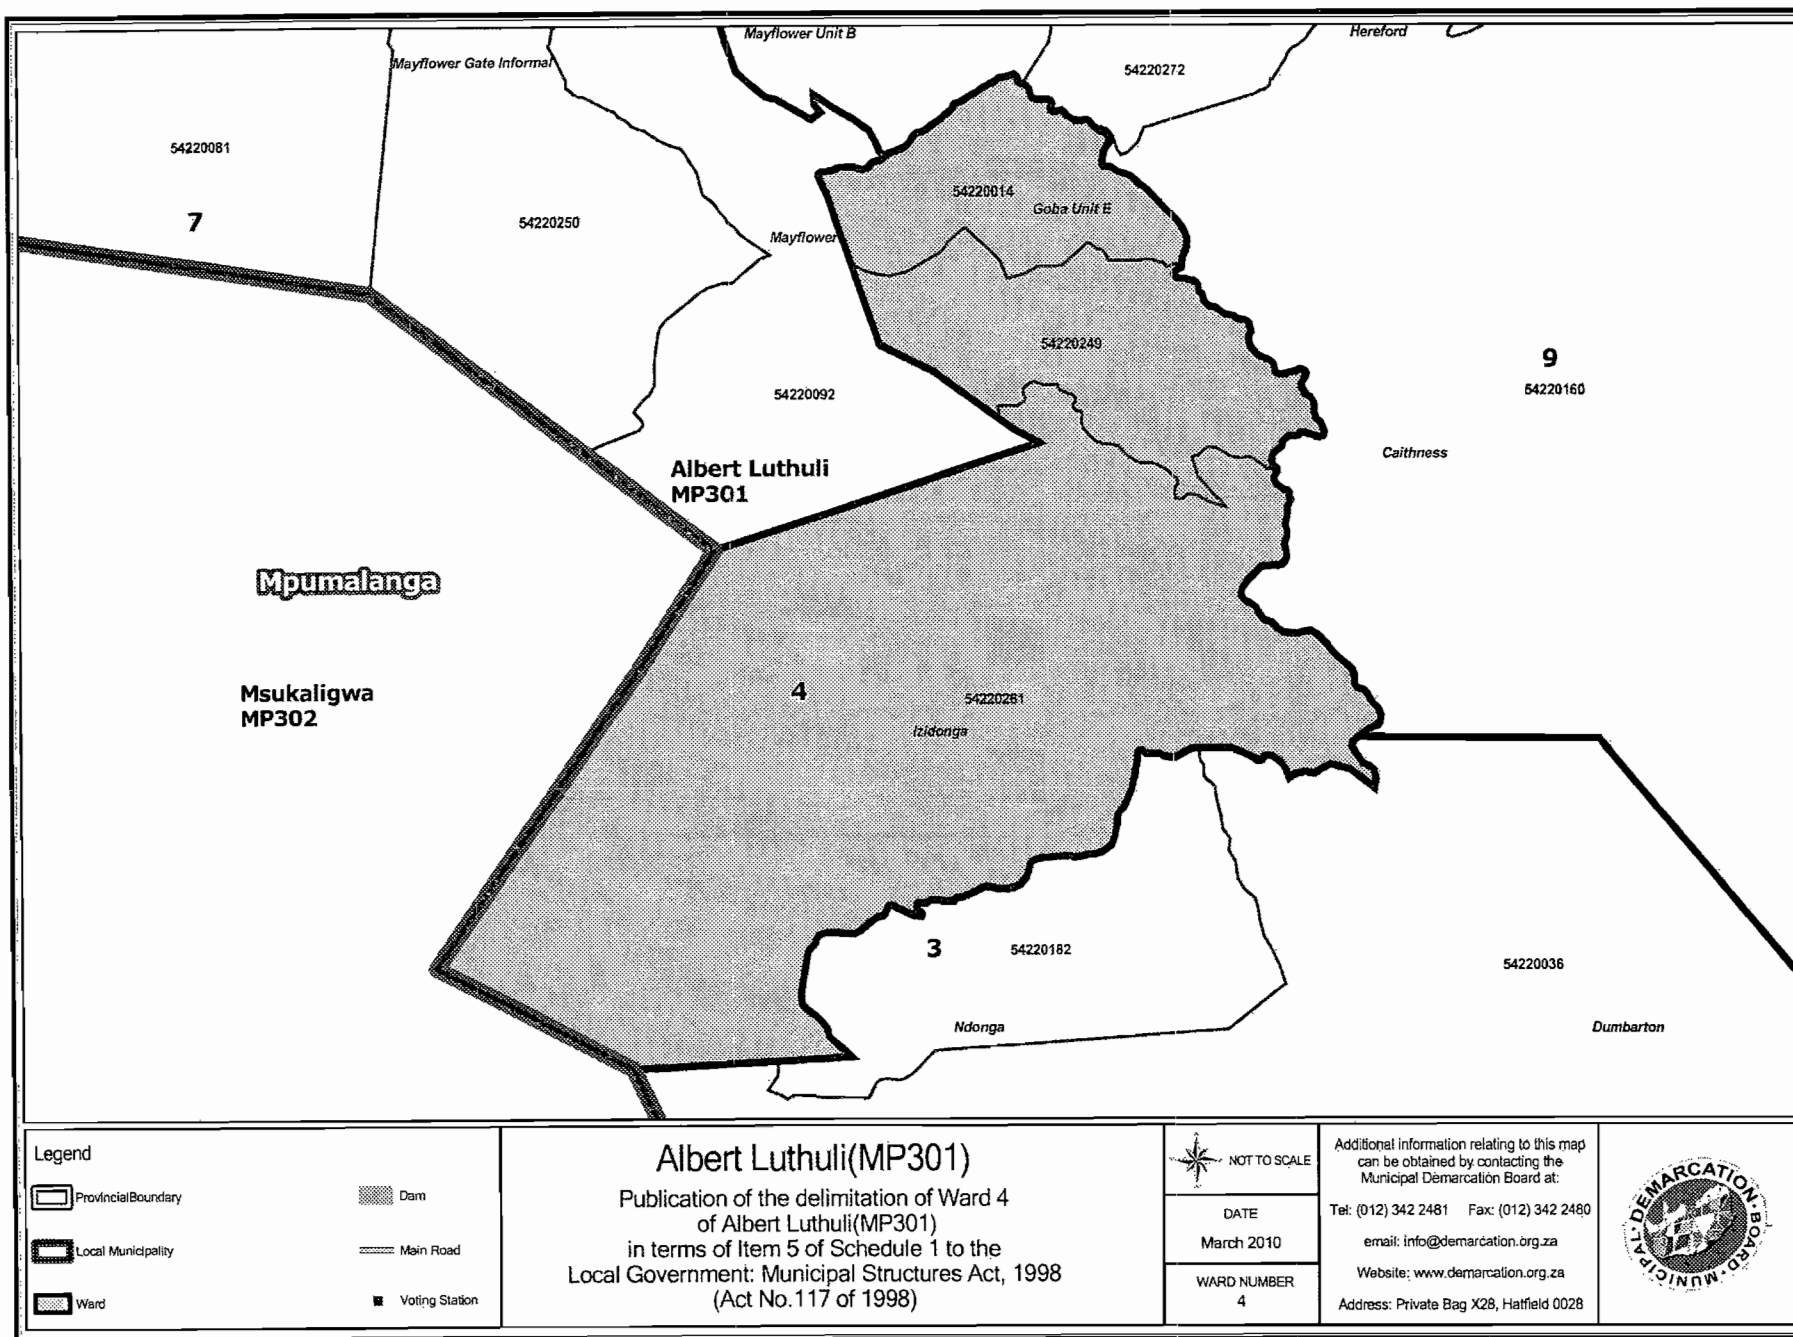 Mayflower Unit B
Hereford
Mayflower Gate Informal
54220272
54220081
7
54220250
54220014
Goba Unit E
Mayflower
54220249
9
54220160
54220092
Caithness
Albert Luthuli
MP301
Mpumalanga
Msukaligwa
MP302
4
54220261
Izidonga
3
54220182
54220036
Ndonga
Dumbarton
Legend
ProvincialBoundary
Local Municipality
Ward
Dam
Main Road
Voting Station
Albert Luthuli(MP301)
Publication of the delimitation of Ward 4
of Albert Luthuli(MP301)
in terms of Item 5 of Schedule 1 to the
Local Government: Municipal Structures Act, 1998
(Act No.117 of 1998)
NOT TO SCALE
DATE
March 2010
WARD NUMBER
4
Additional information relating to this map
can be obtained by contacting the
Municipal Demarcation Board at:
Tel: (012) 342 2481 Fax: (012) 342 2480
email: info@demarcation.org.za
Website: www.demarcation.org.za
Address: Private Bag X28, Hatfield 0028
MUNICIPAL • DEMARCATION • BOARD •